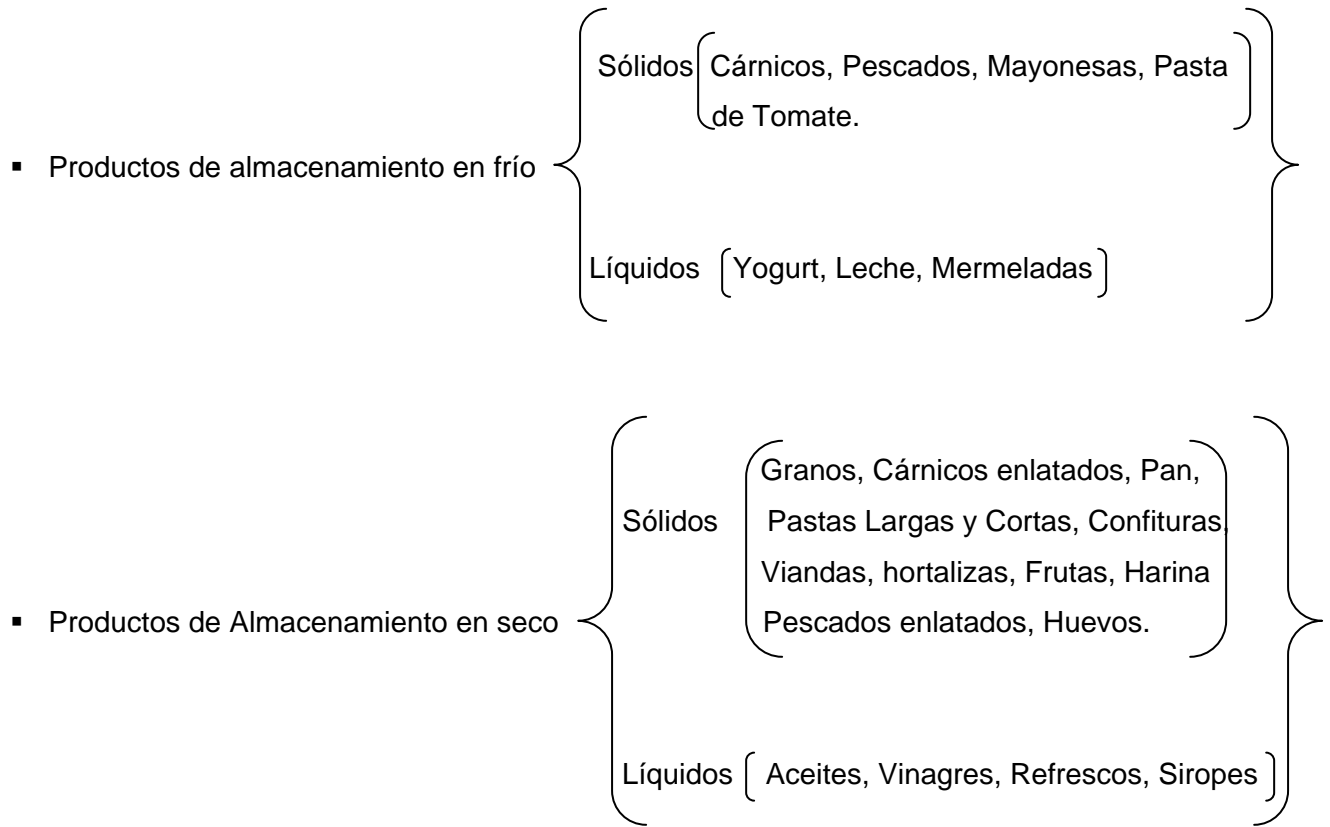 Sólidos Cárnicos, Pescados, Mayonesas, Pasta
de Tomate.
▪ Productos de almacenamiento en frío
Líquidos Yogurt, Leche, Mermeladas
Granos, Cárnicos enlatados, Pan,
Sólidos Pastas Largas y Cortas, Confituras,
Viandas, hortalizas, Frutas, Harina
▪ Productos de Almacenamiento en seco Pescados enlatados, Huevos.
Líquidos Aceites, Vinagres, Refrescos, Siropes